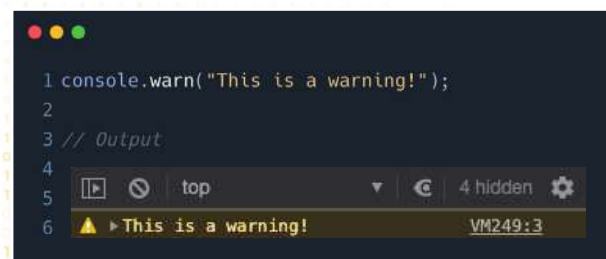 1 console.warn("This is a warning!");
2
3 // Output
4
5 top 4 hidden
6 This is a warning! VM249:3